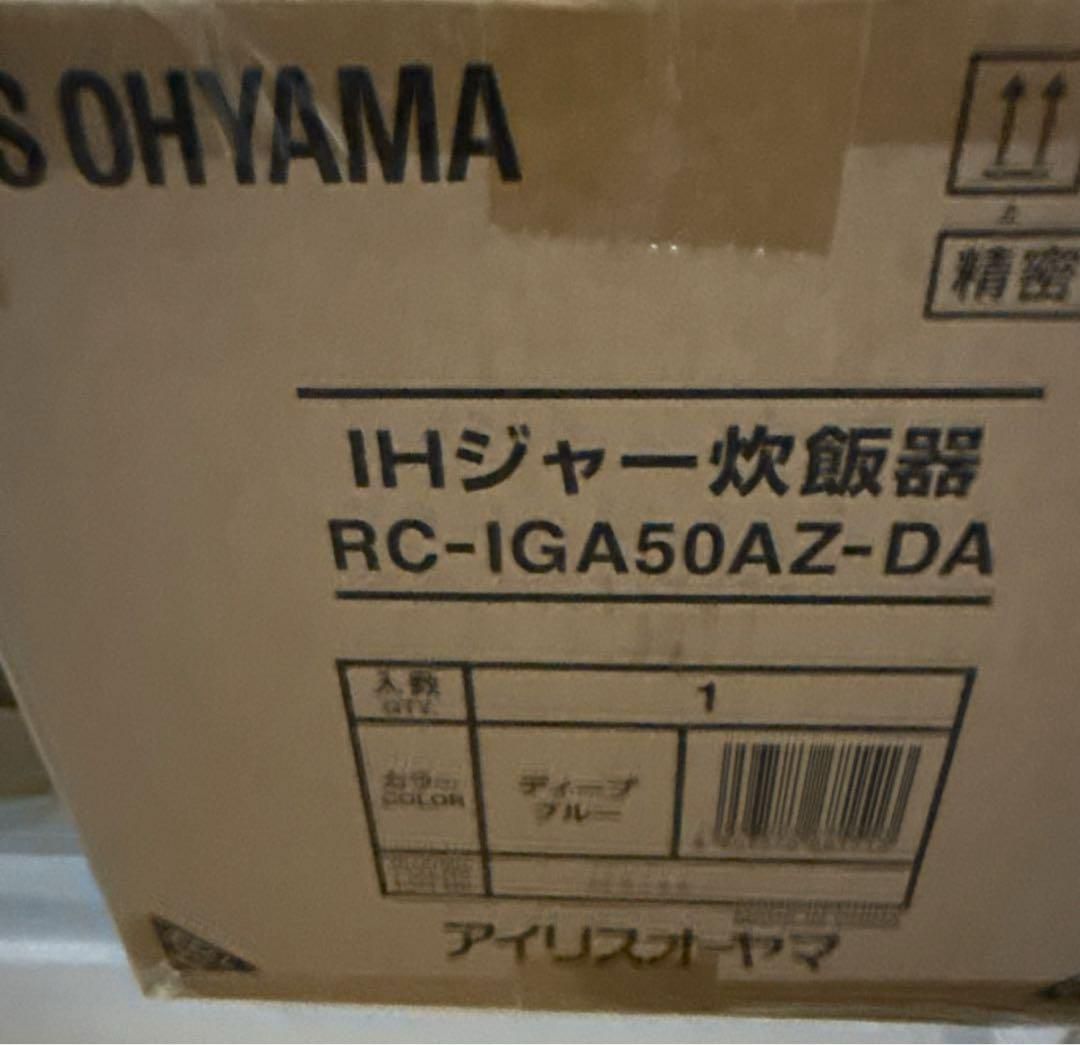 S OHYAMA
精密
IHジャー炊飯器
RC-IGA50AZ-DA
入数
QTY.
1
カラー
COLOR
ディープ
ブルー
アイリスオーヤマ